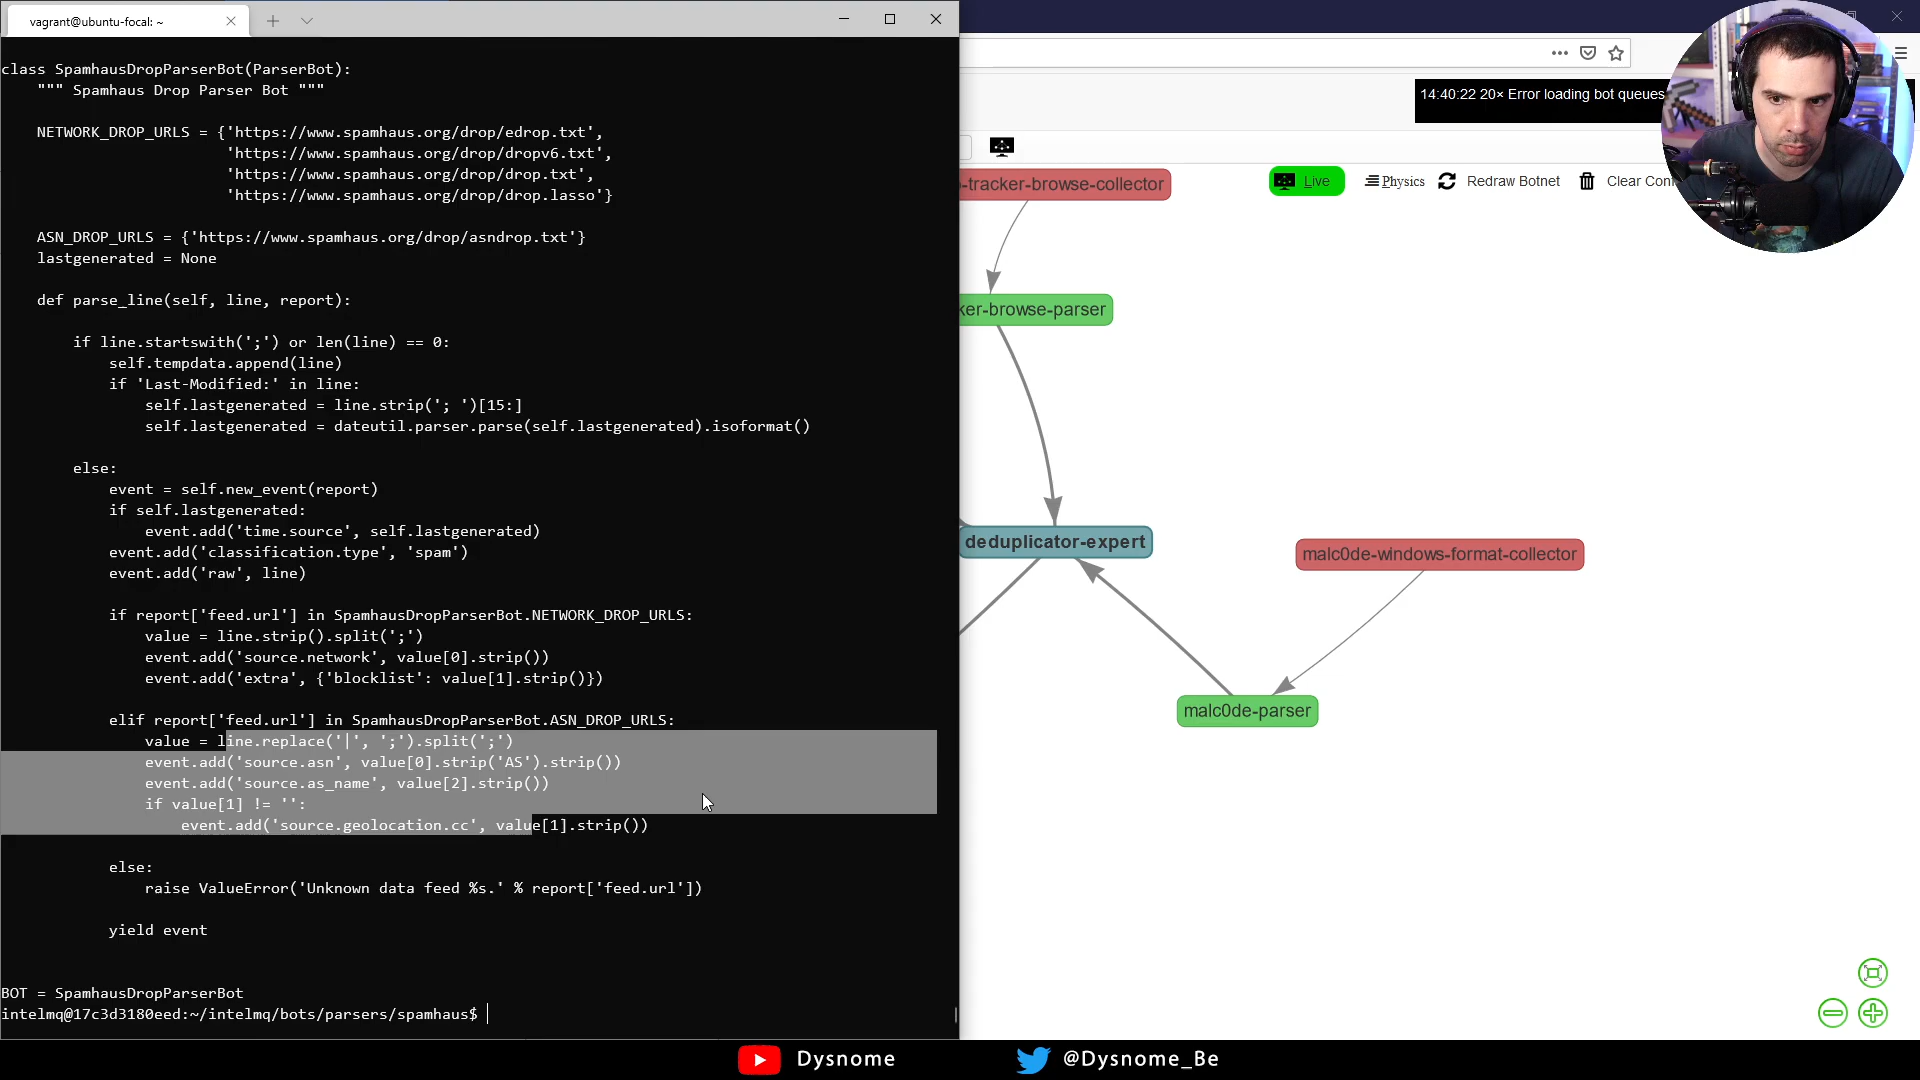 vagrant@ubuntu-focal: ~
class SpamhausDropParserBot(ParserBot):
""" Spamhaus Drop Parser Bot """
NETWORK_DROP_URLS = {'https://www.spamhaus.org/drop/edrop.txt',
'https://www.spamhaus.org/drop/dropv6.txt',
'https://www.spamhaus.org/drop/drop.txt',
'https://www.spamhaus.org/drop/drop.lasso'}
ASN_DROP_URLS = {'https://www.spamhaus.org/drop/asndrop.txt'}
lastgenerated = None
def parse_line(self, line, report):
if line.startswith(';') or len(line) == 0:
self.tempdata.append(line)
if 'Last-Modified:' in line:
self.lastgenerated = line.strip('; ')[15:]
self.lastgenerated = dateutil.parser.parse(self.lastgenerated).isoformat()
else:
event = self.new_event(report)
if self.lastgenerated:
event.add('time.source', self.lastgenerated)
event.add('classification.type', 'spam')
event.add('raw', line)
if report['feed.url'] in SpamhausDropParserBot.NETWORK_DROP_URLS:
value = line.strip().split(';')
event.add('source.network', value[0].strip())
event.add('extra', {'blocklist': value[1].strip()})
elif report['feed.url'] in SpamhausDropParserBot.ASN_DROP_URLS:
value = line.replace('|', ';').split(';')
event.add('source.asn', value[0].strip('AS').strip())
event.add('source.as_name', value[2].strip())
if value[1] != '':
event.add('source.geolocation.cc', value[1].strip())
else:
raise ValueError('Unknown data feed %s.' % report['feed.url'])
yield event
BOT = SpamhausDropParserBot
intelmq@17c3d3180eed:~/intelmq/bots/parsers/spamhaus$
14:40:22 20× Error loading bot queues
Live
Physics
Redraw Botnet
Clear Con
-tracker-browse-collector
ker-browse-parser
deduplicator-expert
malc0de-windows-format-collector
malc0de-parser
Dysnome
@Dysnome_Be